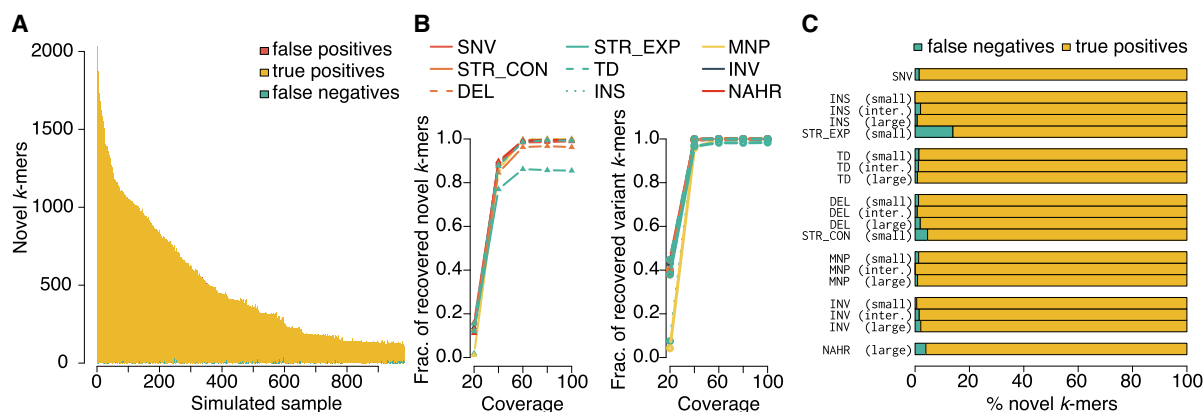 A
false positives
true positives
false negatives
2000
1500
1000
500
0
Novel k-mers
0
200
400
600
800
Simulated sample
B
SNV
STR_CON
DEL
STR_EXP
TD
INS
MNP
INV
NAHR
1.0
0.8
0.6
0.4
0.2
0.0
Frac. of recovered novel k-mers
20
60
100
Coverage
1.0
0.8
0.6
0.4
0.2
0.0
Frac. of recovered variant k-mers
20
60
100
Coverage
C
false negatives
true positives
SNV
INS (small)
INS (inter.)
INS (large)
STR_EXP (small)
TD (small)
TD (inter.)
TD (large)
DEL (small)
DEL (inter.)
DEL (large)
STR_CON (small)
MNP (small)
MNP (inter.)
MNP (large)
INV (small)
INV (inter.)
INV (large)
NAHR (large)
0
20
40
60
80
100
% novel k-mers